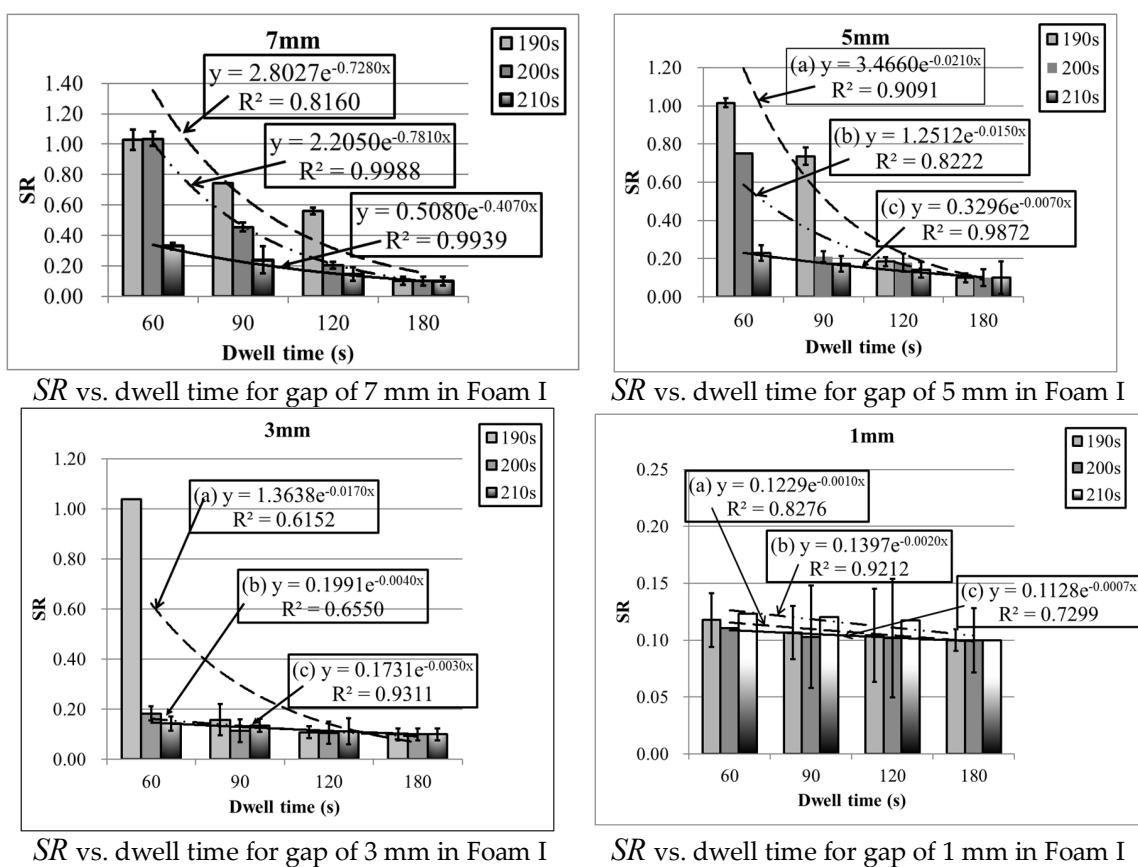 7mm
190s
200s
210s
y = 2.8027e-0.7280x
R² = 0.8160
y = 2.2050e-0.7810x
R² = 0.9988
y = 0.5080e-0.4070x
R² = 0.9939
SR
1.40
1.20
1.00
0.80
0.60
0.40
0.20
0.00
60 90 120 180
Dwell time (s)
SR vs. dwell time for gap of 7 mm in Foam I
5mm
190s
200s
210s
(a) y = 3.4660e-0.0210x
R² = 0.9091
(b) y = 1.2512e-0.0150x
R² = 0.8222
(c) y = 0.3296e-0.0070x
R² = 0.9872
SR
1.20
1.00
0.80
0.60
0.40
0.20
0.00
60 90 120 180
Dwell time (s)
SR vs. dwell time for gap of 5 mm in Foam I
3mm
190s
200s
210s
(a) y = 1.3638e-0.0170x
R² = 0.6152
(b) y = 0.1991e-0.0040x
R² = 0.6550
(c) y = 0.1731e-0.0030x
R² = 0.9311
SR
1.20
1.00
0.80
0.60
0.40
0.20
0.00
60 90 120 180
Dwell time (s)
SR vs. dwell time for gap of 3 mm in Foam I
1mm
190s
200s
210s
(a) y = 0.1229e-0.0010x
R² = 0.8276
(b) y = 0.1397e-0.0020x
R² = 0.9212
(c) y = 0.1128e-0.0007x
R² = 0.7299
SR
0.25
0.20
0.15
0.10
0.05
0.00
60 90 120 180
Dwell time (s)
SR vs. dwell time for gap of 1 mm in Foam I